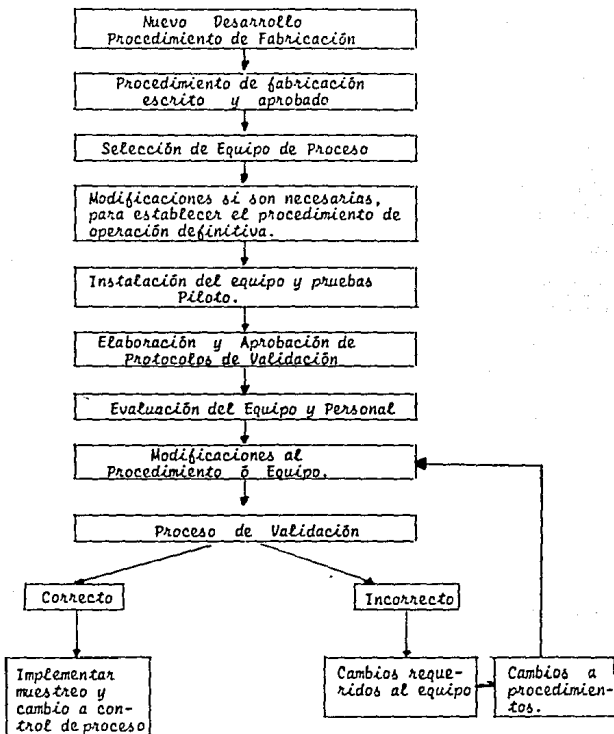 Nuevo Desarrollo
Procedimiento de Fabricación
Procedimiento de fabricación
escrito y aprobado
Selección de Equipo de Proceso
Modificaciones si son necesarias,
para establecer el procedimiento de
operación definitiva.
Instalación del equipo y pruebas
Piloto.
Elaboración y Aprobación de
Protocolos de Validación
Evaluación del Equipo y Personal
Modificaciones al
Procedimiento ó Equipo.
Proceso de Validación
Correcto
Incorrecto
Implementar
muestreo y
cambio a con-
trol de proceso
Cambios reque-
ridos al equipo
Cambios a
procedimien-
tos.